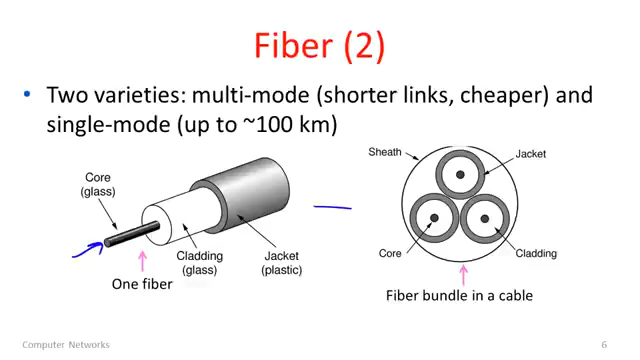 Fiber (2)
• Two varieties: multi-mode (shorter links, cheaper) and
single-mode (up to ~100 km)
Core
(glass)
Cladding
(glass)
Jacket
(plastic)
One fiber
Sheath
Jacket
Core
Cladding
Fiber bundle in a cable
Computer Networks
6